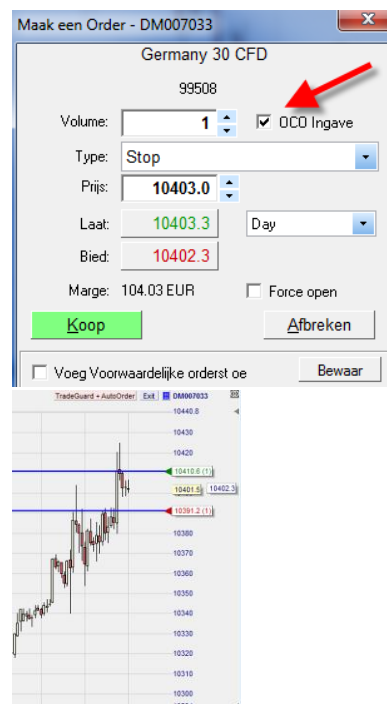 Maak een Order - DM007033
Germany 30 CFD
99508
Volume: 1 OCO Ingave
Type: Stop
Prijs: 10403.0
Laat: 10403.3 Day
Bied: 10402.3
Marge: 104.03 EUR Force open
Koop Afbreken
Voeg Voorwaardelijke orderst oe Bewaar
TradeGuard + AutoOrder Exit DM007033
10440.8
10430
10420
10410.6 (1)
10401.5 10402.3
10391.2 (1)
10380
10370
10360
10350
10340
10330
10320
10310
10300